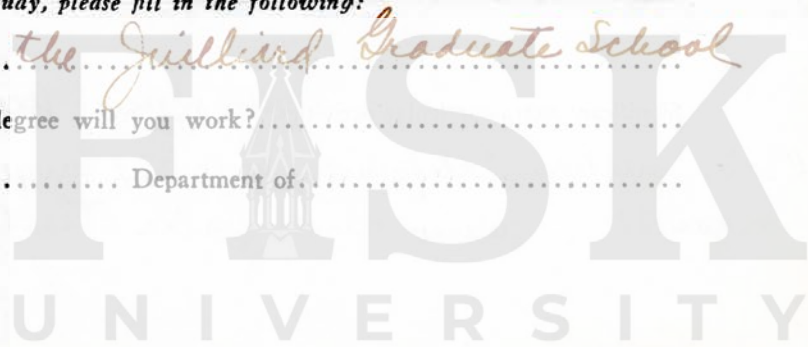 udy, please fill in the following:
the Juilliard Graduate School
egree will you work?
Department of
FISK
UNIVERSITY